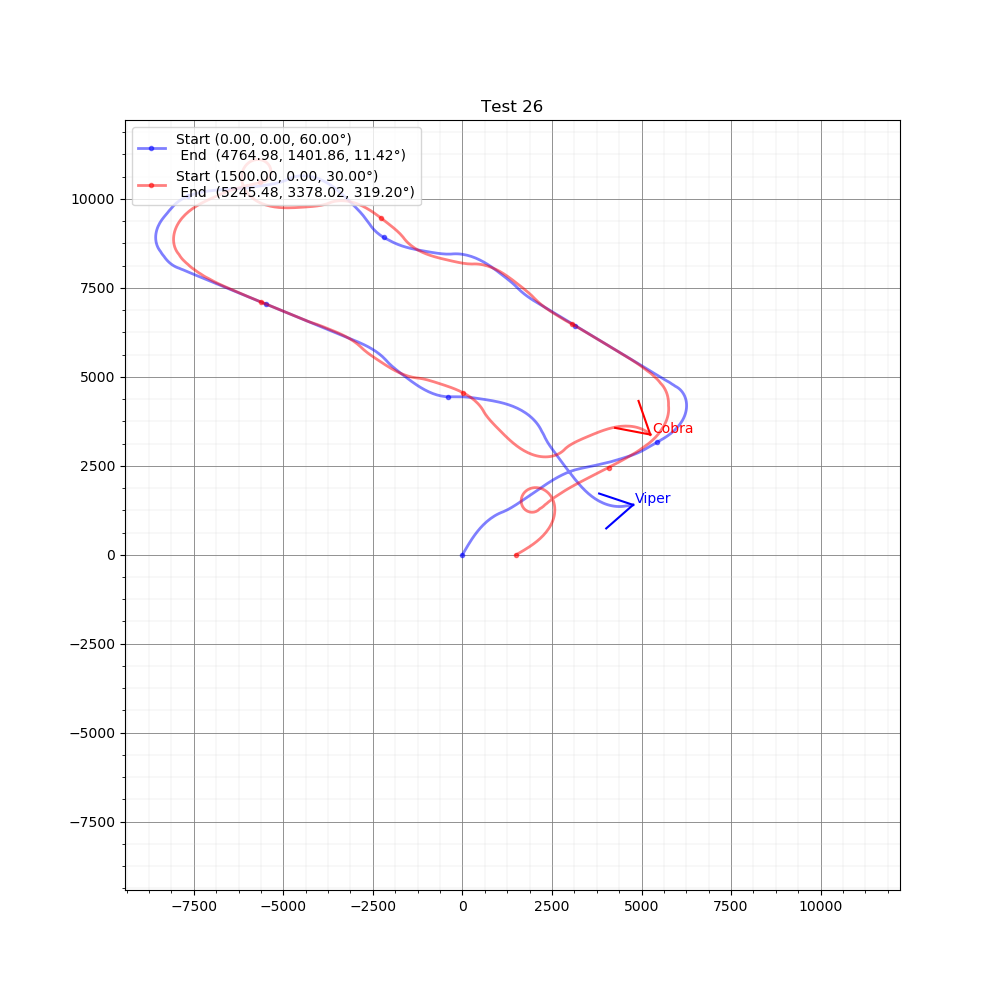 Test 26
Start (0.00, 0.00, 60.00°)
End (4764.98, 1401.86, 11.42°)
Start (1500.00, 0.00, 30.00°)
End (5245.48, 3378.02, 319.20°)
10000
7500
5000
2500
0
−2500
−5000
−7500
Cobra
Viper
−7500 −5000 −2500 0 2500 5000 7500 10000